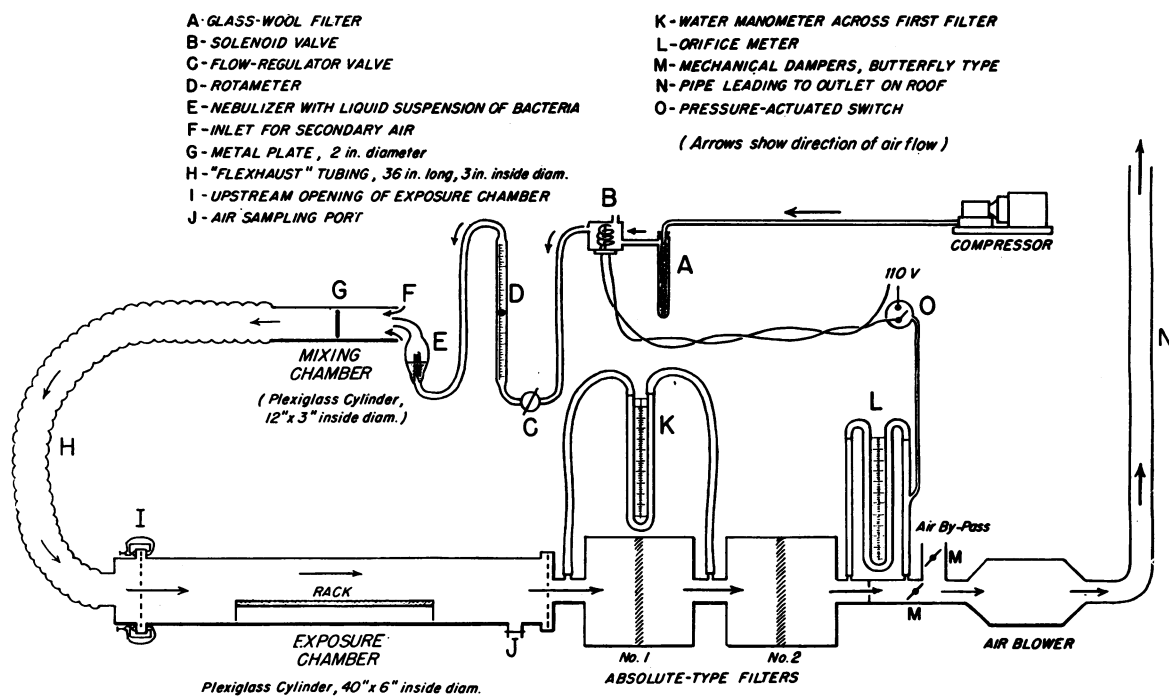 A-GLASS-WOOL FILTER
B-SOLENOID VALVE
C-FLOW-REGULATOR VALVE
D-ROTAMETER
E-NEBULIZER WITH LIQUID SUSPENSION OF BACTERIA
F-INLET FOR SECONDARY AIR
G-METAL PLATE, 2 in. diameter
H-"FLEXHAUST" TUBING, 36 in. long, 3 in. inside diam.
I-UPSTREAM OPENING OF EXPOSURE CHAMBER
J-AIR SAMPLING PORT
K-WATER MANOMETER ACROSS FIRST FILTER
L-ORIFICE METER
M-MECHANICAL DAMPERS, BUTTERFLY TYPE
N-PIPE LEADING TO OUTLET ON ROOF
O-PRESSURE-ACTUATED SWITCH
(Arrows show direction of air flow)
B
COMPRESSOR
A
110 V
O
D
G
F
E
MIXING
CHAMBER
(Plexiglass Cylinder,
12"x3" inside diam.)
C
N
H
K
L
I
Air By-Pass
M
M
RACK
J
EXPOSURE
CHAMBER
Plexiglass Cylinder, 40"x6" inside diam.
No. 1
No. 2
ABSOLUTE-TYPE FILTERS
AIR BLOWER